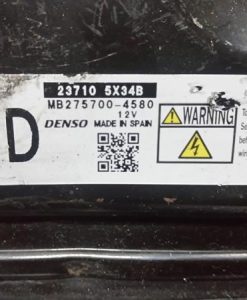 23710 5X34B
MB275700-4580
12V
DENSO MADE IN SPAIN
D
WARNING